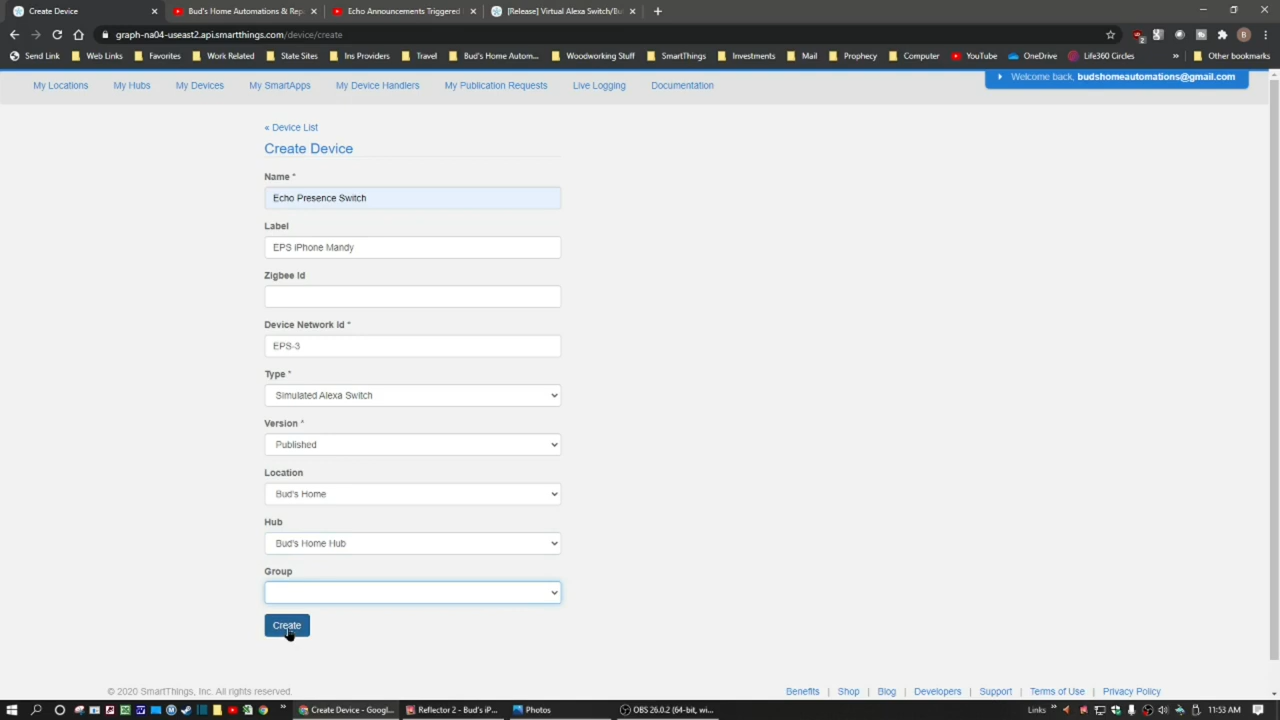 Create Device
Bud's Home Automations & Rep
Echo Announcements Triggered
[Release] Virtual Alexa Switch/Bu
graph-na04-useast2.api.smartthings.com/device/create
B
Send Link
Web Links
Favorites
Work Related
State Sites
Ins Providers
Travel
Bud's Home Autom...
Woodworking Stuff
SmartThings
Investments
Mail
Prophecy
Computer
YouTube
OneDrive
Life360 Circles
»
Other bookmarks
My Locations
My Hubs
My Devices
My SmartApps
My Device Handlers
My Publication Requests
Live Logging
Documentation
Welcome back, budshomeautomations@gmail.com
« Device List
Create Device
Name *
Echo Presence Switch
Label
EPS iPhone Mandy
Zigbee Id
Device Network Id *
EPS-3
Type *
Simulated Alexa Switch
Version *
Published
Location
Bud's Home
Hub
Bud's Home Hub
Group
Create
© 2020 SmartThings, Inc. All rights reserved.
Benefits | Shop | Blog | Developers | Support | Terms of Use | Privacy Policy
Create Device - Googl...
Reflector 2 - Bud's iP...
Photos
OBS 26.0.2 (64-bit, wi...
Links »
11:53 AM